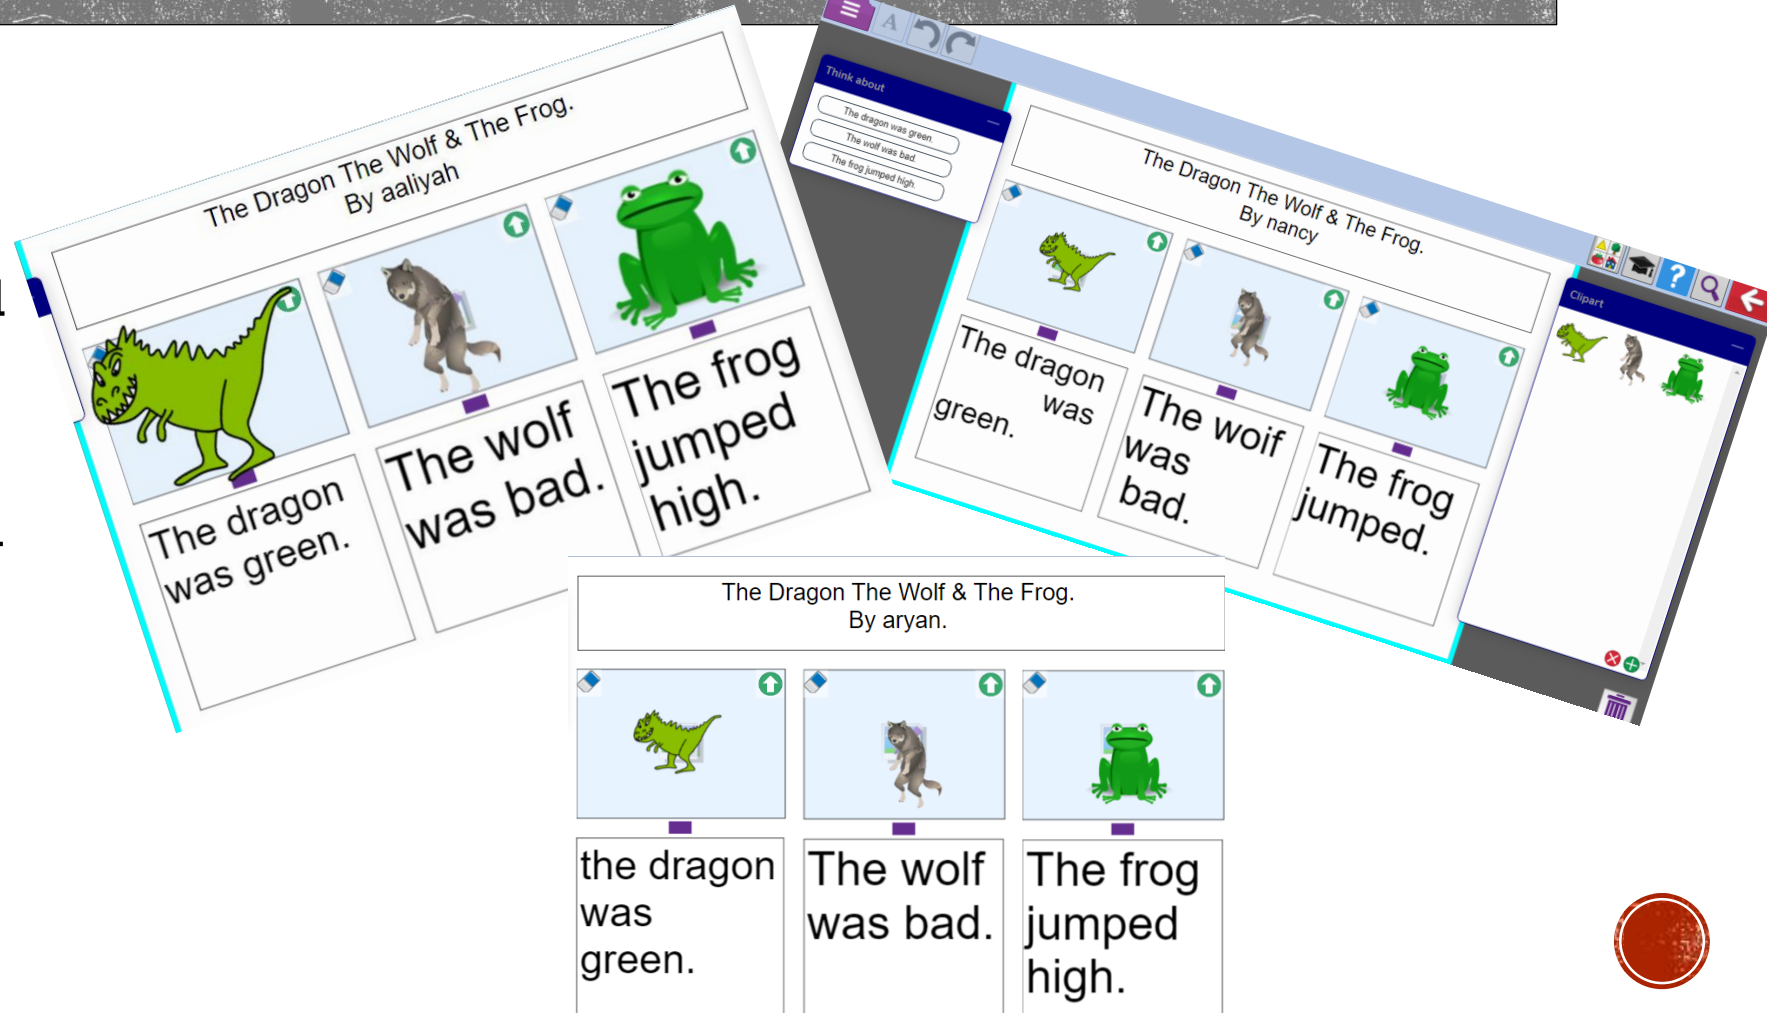 The Dragon The Wolf & The Frog.
By aaliyah
The dragon
was green.
The wolf
was bad.
The frog
jumped
high.
A
Think about
The dragon was green.
The wolf was bad.
The frog jumped high.
The Dragon The Wolf & The Frog.
By nancy
The dragon
was
green.
The woif
was
bad.
The frog
jumped.
?
Clipart
The Dragon The Wolf & The Frog.
By aryan.
the dragon
was
green.
The wolf
was bad.
The frog
jumped
high.